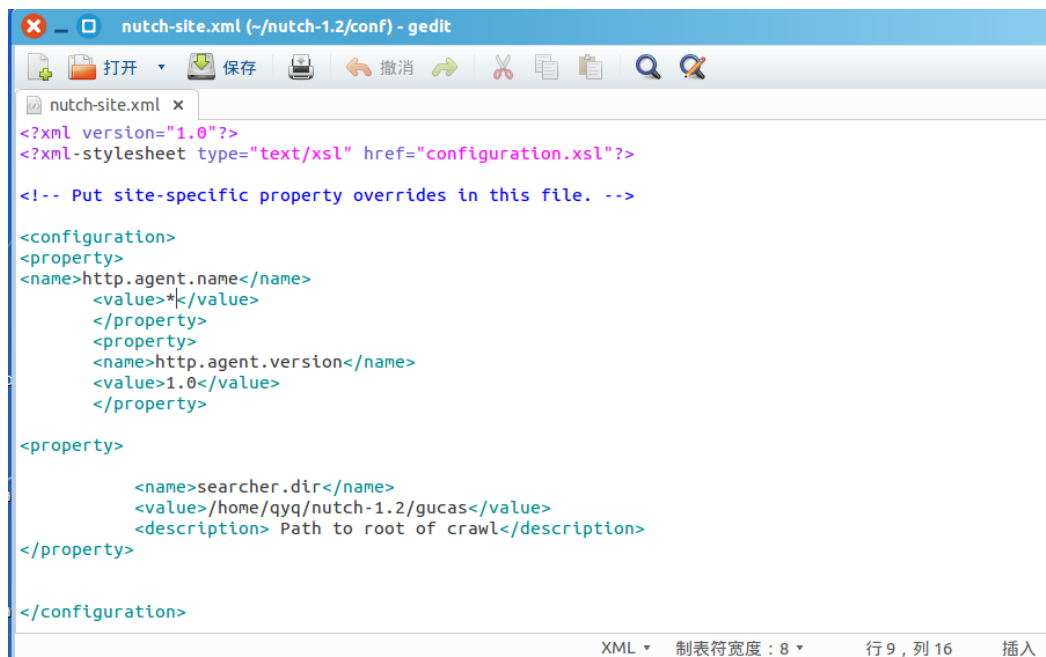 nutch-site.xml (~/nutch-1.2/conf) - gedit
打开 保存 撤消
nutch-site.xml
<?xml version="1.0"?>
<?xml-stylesheet type="text/xsl" href="configuration.xsl"?>
<!-- Put site-specific property overrides in this file. -->
<configuration>
<property>
<name>http.agent.name</name>
<value>*</value>
</property>
<property>
<name>http.agent.version</name>
<value>1.0</value>
</property>
<property>
<name>searcher.dir</name>
<value>/home/qyq/nutch-1.2/gucas</value>
<description> Path to root of crawl</description>
</property>
</configuration>
XML 制表符宽度：8 行 9，列 16 插入